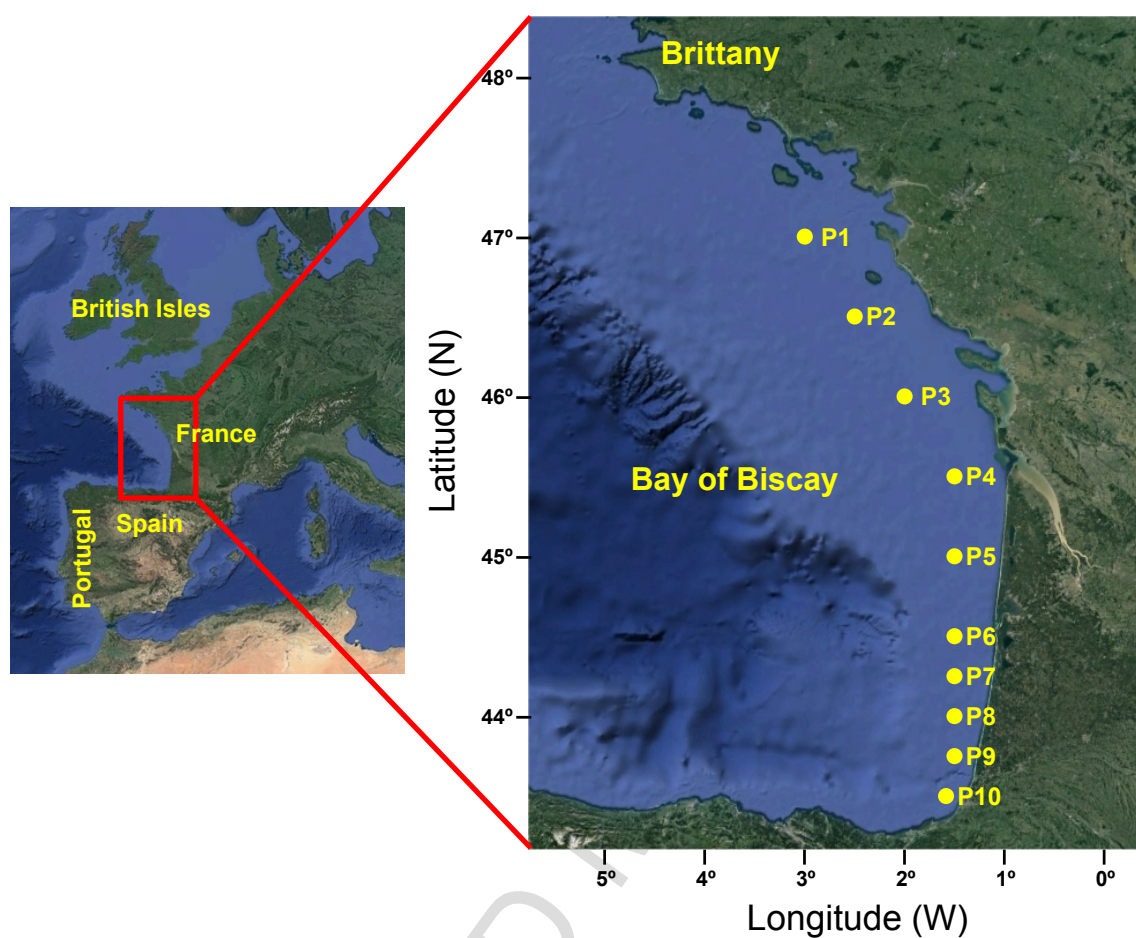 British Isles
France
Spain
Portugal
Latitude (N)
48º
47º
46º
45º
44º
Brittany
Bay of Biscay
P1
P2
P3
P4
P5
P6
P7
P8
P9
P10
5º 4º 3º 2º 1º 0º
Longitude (W)